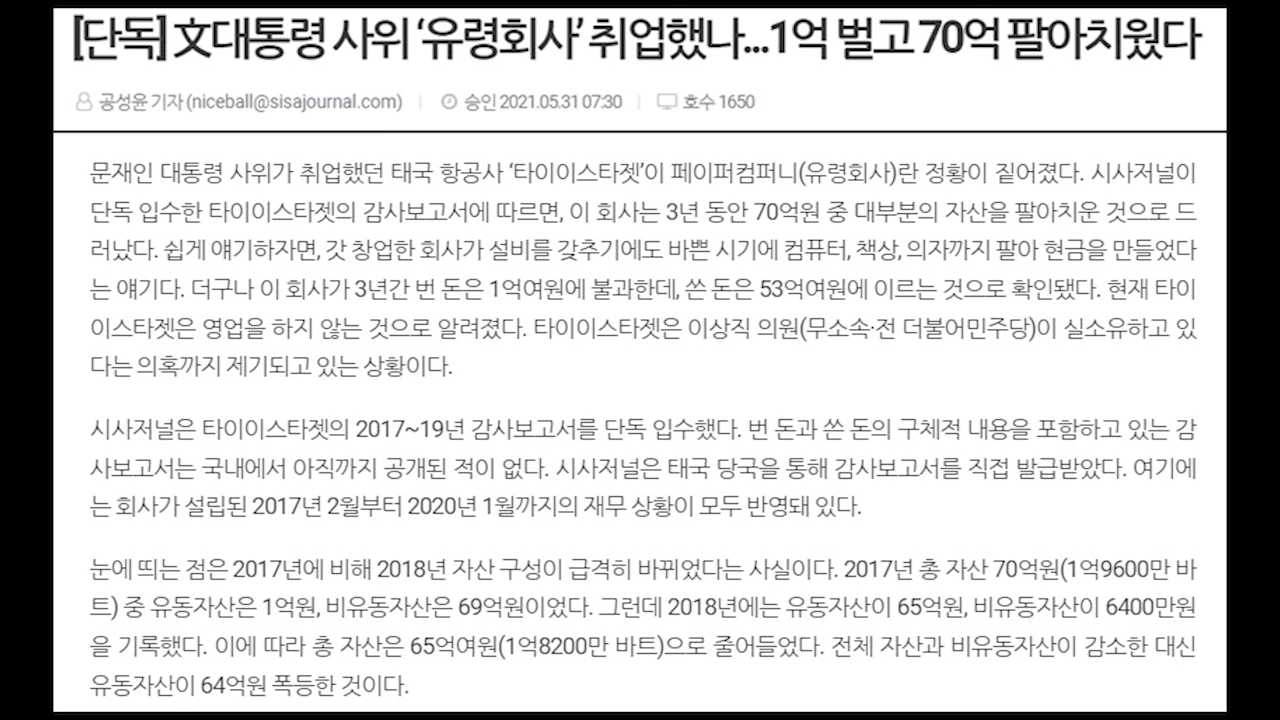 [단독] 文대통령 사위 ‘유령회사’ 취업했나...1억 벌고 70억 팔아치웠다
공성윤 기자 (niceball@sisajournal.com) | 승인 2021.05.31 07:30 | 호수 1650
문재인 대통령 사위가 취업했던 태국 항공사 ‘타이이스타젯’이 페이퍼컴퍼니(유령회사)란 정황이 짙어졌다. 시사저널이
단독 입수한 타이이스타젯의 감사보고서에 따르면, 이 회사는 3년 동안 70억원 중 대부분의 자산을 팔아치운 것으로 드
러났다. 쉽게 얘기하자면, 갓 창업한 회사가 설비를 갖추기에도 바쁜 시기에 컴퓨터, 책상, 의자까지 팔아 현금을 만들었다
는 얘기다. 더구나 이 회사가 3년간 번 돈은 1억여원에 불과한데, 쓴 돈은 53억여원에 이르는 것으로 확인됐다. 현재 타이
이스타젯은 영업을 하지 않는 것으로 알려졌다. 타이이스타젯은 이상직 의원(무소속·전 더불어민주당)이 실소유하고 있
다는 의혹까지 제기되고 있는 상황이다.
시사저널은 타이이스타젯의 2017~19년 감사보고서를 단독 입수했다. 번 돈과 쓴 돈의 구체적 내용을 포함하고 있는 감
사보고서는 국내에서 아직까지 공개된 적이 없다. 시사저널은 태국 당국을 통해 감사보고서를 직접 발급받았다. 여기에
는 회사가 설립된 2017년 2월부터 2020년 1월까지의 재무 상황이 모두 반영돼 있다.
눈에 띄는 점은 2017년에 비해 2018년 자산 구성이 급격히 바뀌었다는 사실이다. 2017년 총 자산 70억원(1억9600만 바
트) 중 유동자산은 1억원, 비유동자산은 69억원이었다. 그런데 2018년에는 유동자산이 65억원, 비유동자산이 6400만원
을 기록했다. 이에 따라 총 자산은 65억여원(1억8200만 바트)으로 줄어들었다. 전체 자산과 비유동자산이 감소한 대신
유동자산이 64억원 폭등한 것이다.